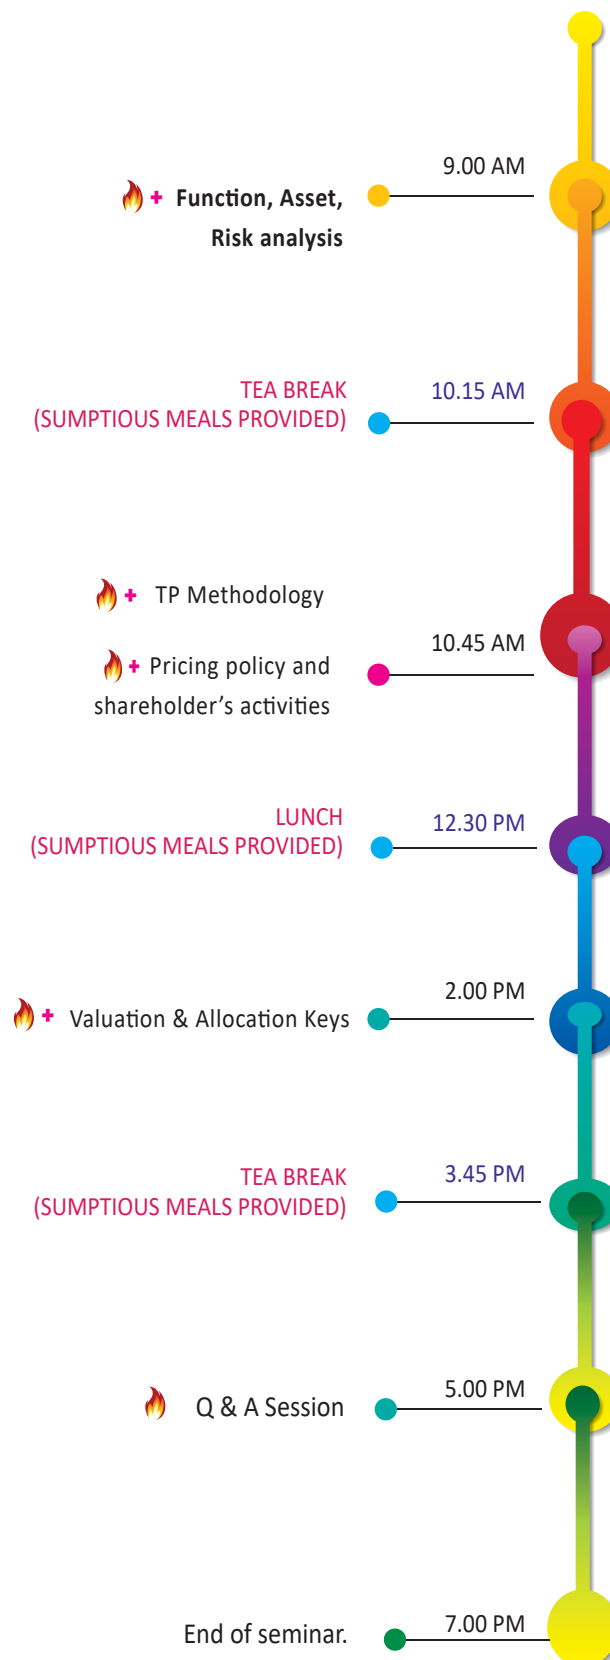 9.00 AM
+ Function, Asset,
Risk analysis
TEA BREAK
10.15 AM
(SUMPTIOUS MEALS PROVIDED)
+ TP Methodology
10.45 AM
+ Pricing policy and
shareholder’s activities
LUNCH
12.30 PM
(SUMPTIOUS MEALS PROVIDED)
2.00 PM
+ Valuation & Allocation Keys
TEA BREAK
3.45 PM
(SUMPTIOUS MEALS PROVIDED)
5.00 PM
Q & A Session
7.00 PM
End of seminar.